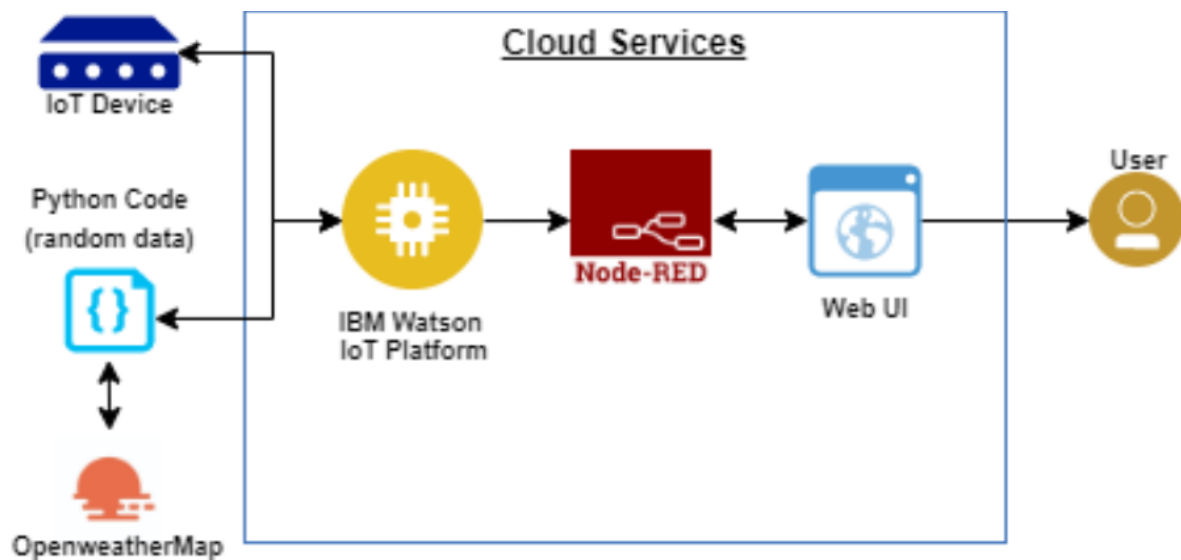 Cloud Services
IoT Device
Python Code
(random data)
User
Node-RED
Web UI
IBM Watson
IoT Platform
OpenweatherMap